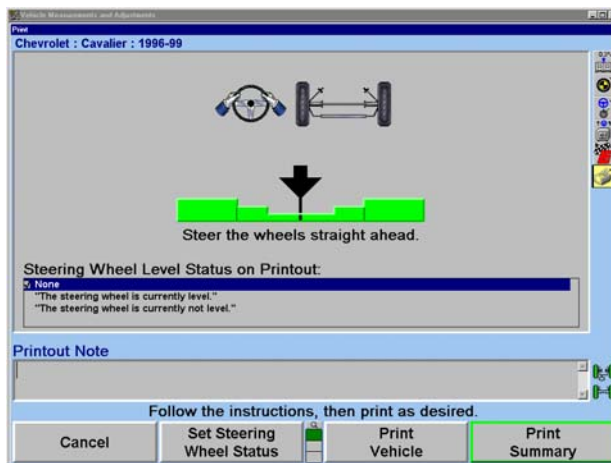 Vehicle Measurements and Adjustments
Print
Chevrolet : Cavalier : 1996-99
Steer the wheels straight ahead.
Steering Wheel Level Status on Printout:
None
"The steering wheel is currently level."
"The steering wheel is currently not level."
Printout Note
Follow the instructions, then print as desired.
Cancel
Set Steering
Wheel Status
Print
Vehicle
Print
Summary